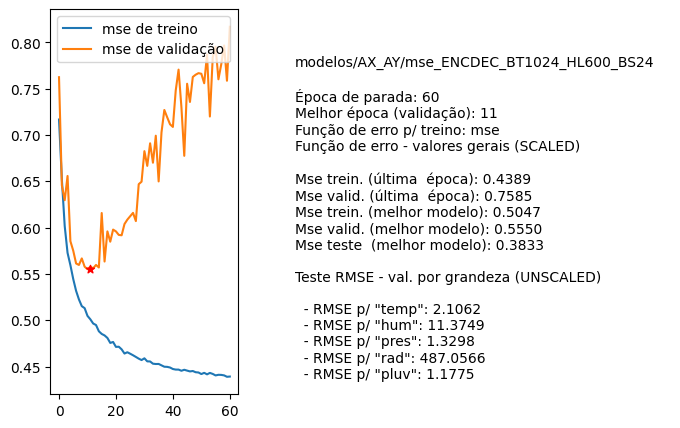 mse de treino
mse de validação
0.80
0.75
0.70
0.65
0.60
0.55
0.50
0.45
0
20
40
60
modelos/AX_AY/mse_ENCDEC_BT1024_HL600_BS24
Época de parada: 60
Melhor época (validação): 11
Função de erro p/ treino: mse
Função de erro - valores gerais (SCALED)
Mse trein. (última  época): 0.4389
Mse valid. (última  época): 0.7585
Mse trein. (melhor modelo): 0.5047
Mse valid. (melhor modelo): 0.5550
Mse teste  (melhor modelo): 0.3833
Teste RMSE - val. por grandeza (UNSCALED)
- RMSE p/ "temp": 2.1062
- RMSE p/ "hum": 11.3749
- RMSE p/ "pres": 1.3298
- RMSE p/ "rad": 487.0566
- RMSE p/ "pluv": 1.1775